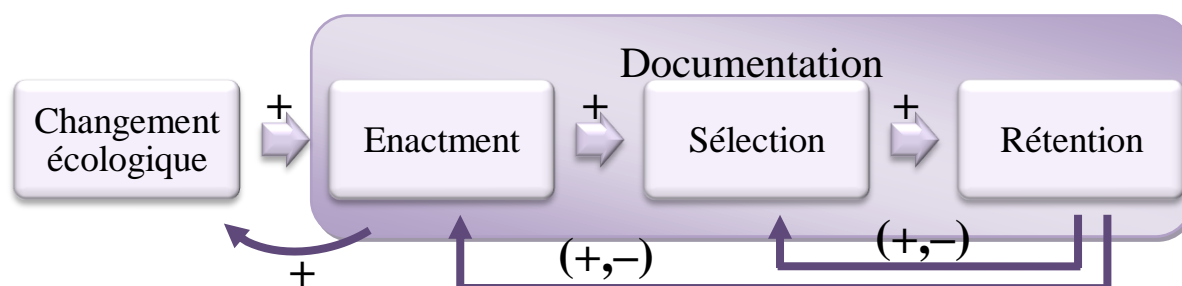 Documentation
Changement
écologique
+
Enactment
+
Sélection
+
Rétention
+
(+,–)
(+,–)